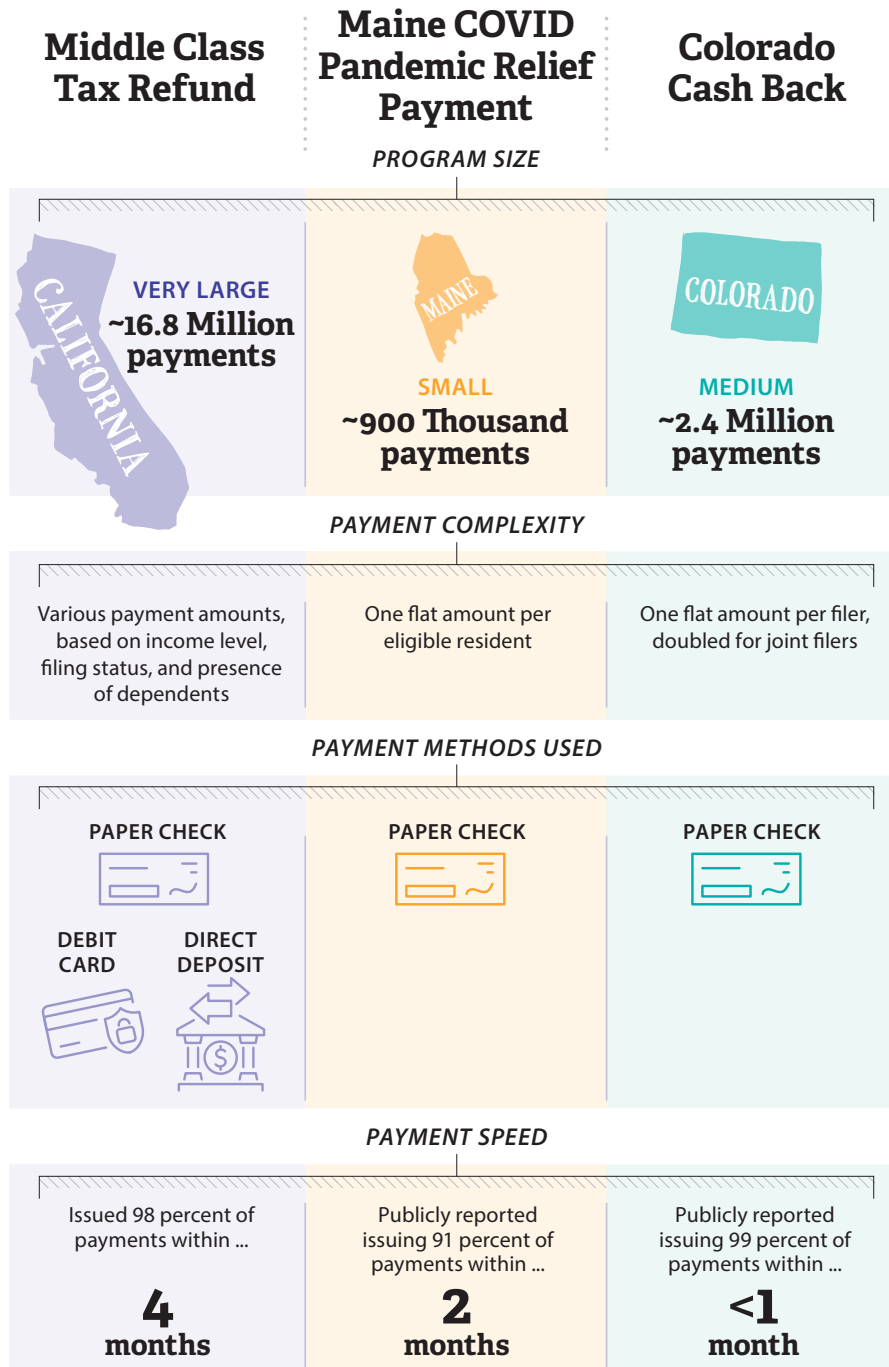 Middle Class
Tax Refund
Maine COVID
Pandemic Relief
Payment
Colorado
Cash Back
PROGRAM SIZE
CALIFORNIA
VERY LARGE
~16.8 Million
payments
MAINE
SMALL
~900 Thousand
payments
COLORADO
MEDIUM
~2.4 Million
payments
PAYMENT COMPLEXITY
Various payment amounts,
based on income level,
filing status, and presence
of dependents
One flat amount per
eligible resident
One flat amount per filer,
doubled for joint filers
PAYMENT METHODS USED
PAPER CHECK
DEBIT
CARD
DIRECT
DEPOSIT
$
PAPER CHECK
PAPER CHECK
PAYMENT SPEED
Issued 98 percent of
payments within ...
4
months
Publicly reported
issuing 91 percent of
payments within ...
2
months
Publicly reported
issuing 99 percent of
payments within ...
<1
month